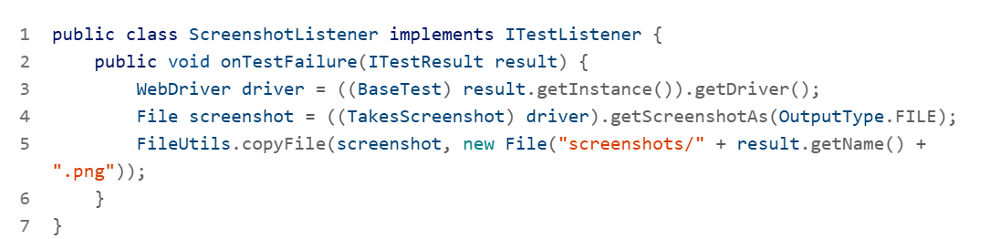 1 public class ScreenshotListener implements ITestListener {
2     public void onTestFailure(ITestResult result) {
3         WebDriver driver = ((BaseTest) result.getInstance()).getDriver();
4         File screenshot = ((TakesScreenshot) driver).getScreenshotAs(OutputType.FILE);
5         FileUtils.copyFile(screenshot, new File("screenshots/" + result.getName() +
".png"));
6     }
7 }